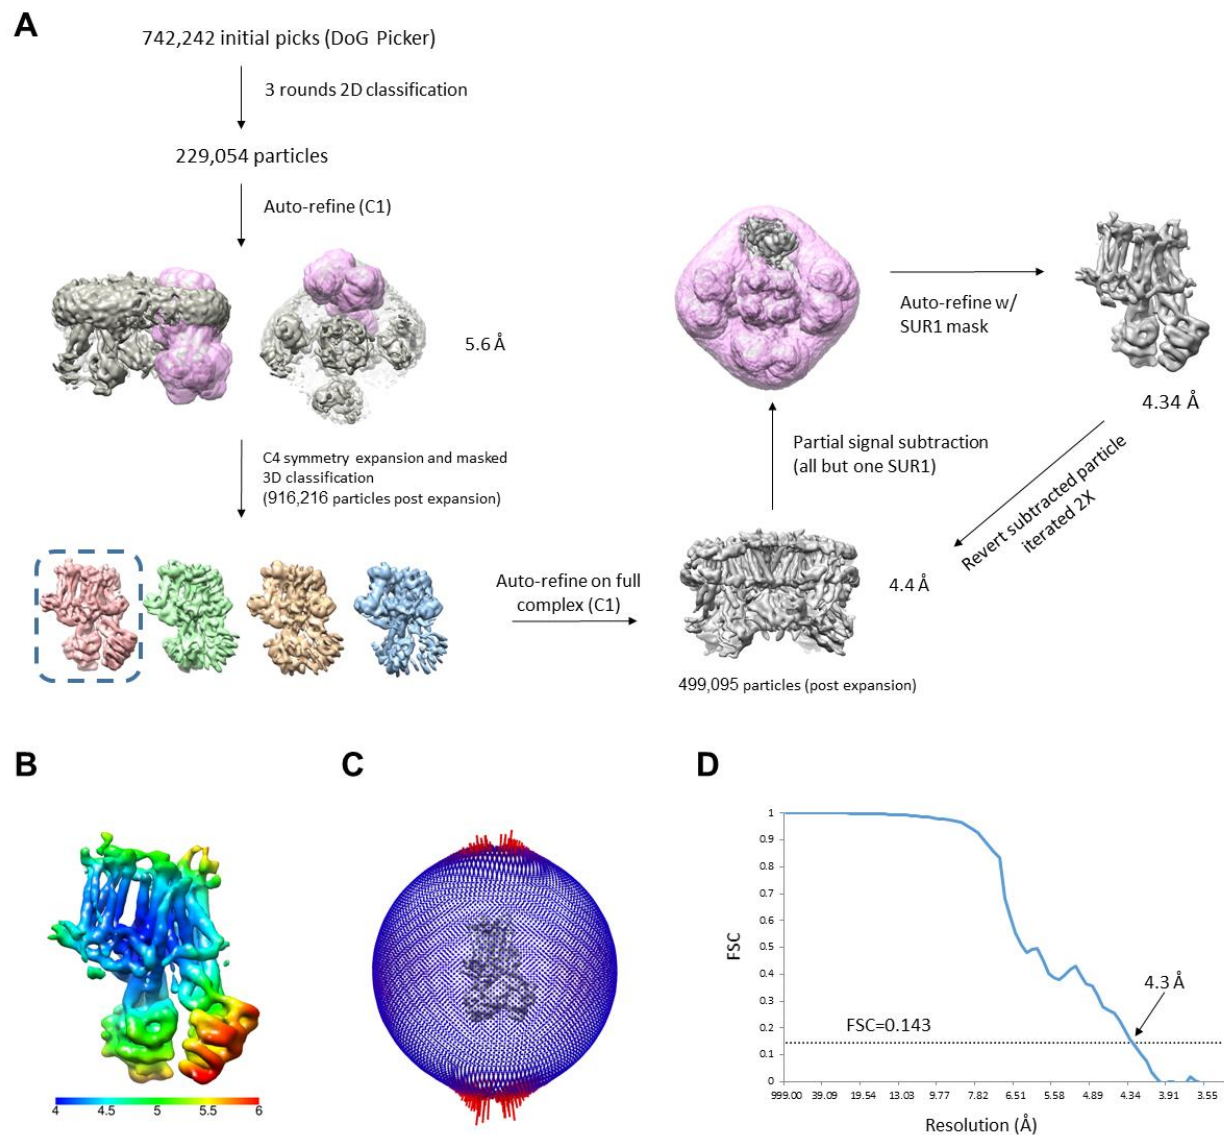 A
742,242 initial picks (DoG Picker)
3 rounds 2D classification
229,054 particles
Auto-refine (C1)
5.6 Å
C4 symmetry expansion and masked
3D classification
(916,216 particles post expansion)
Auto-refine on full
complex (C1)
4.4 Å
499,095 particles (post expansion)
Partial signal subtraction
(all but one SUR1)
Auto-refine w/
SUR1 mask
4.34 Å
Revert subtracted particle
iterated 2X
B
4 4.5 5 5.5 6
C
D
FSC
1
0.9
0.8
0.7
0.6
0.5
0.4
0.3
0.2
0.1
0
4.3 Å
FSC=0.143
999.00 39.09 19.54 13.03 9.77 7.82 6.51 5.58 4.89 4.34 3.91 3.55
Resolution (Å)